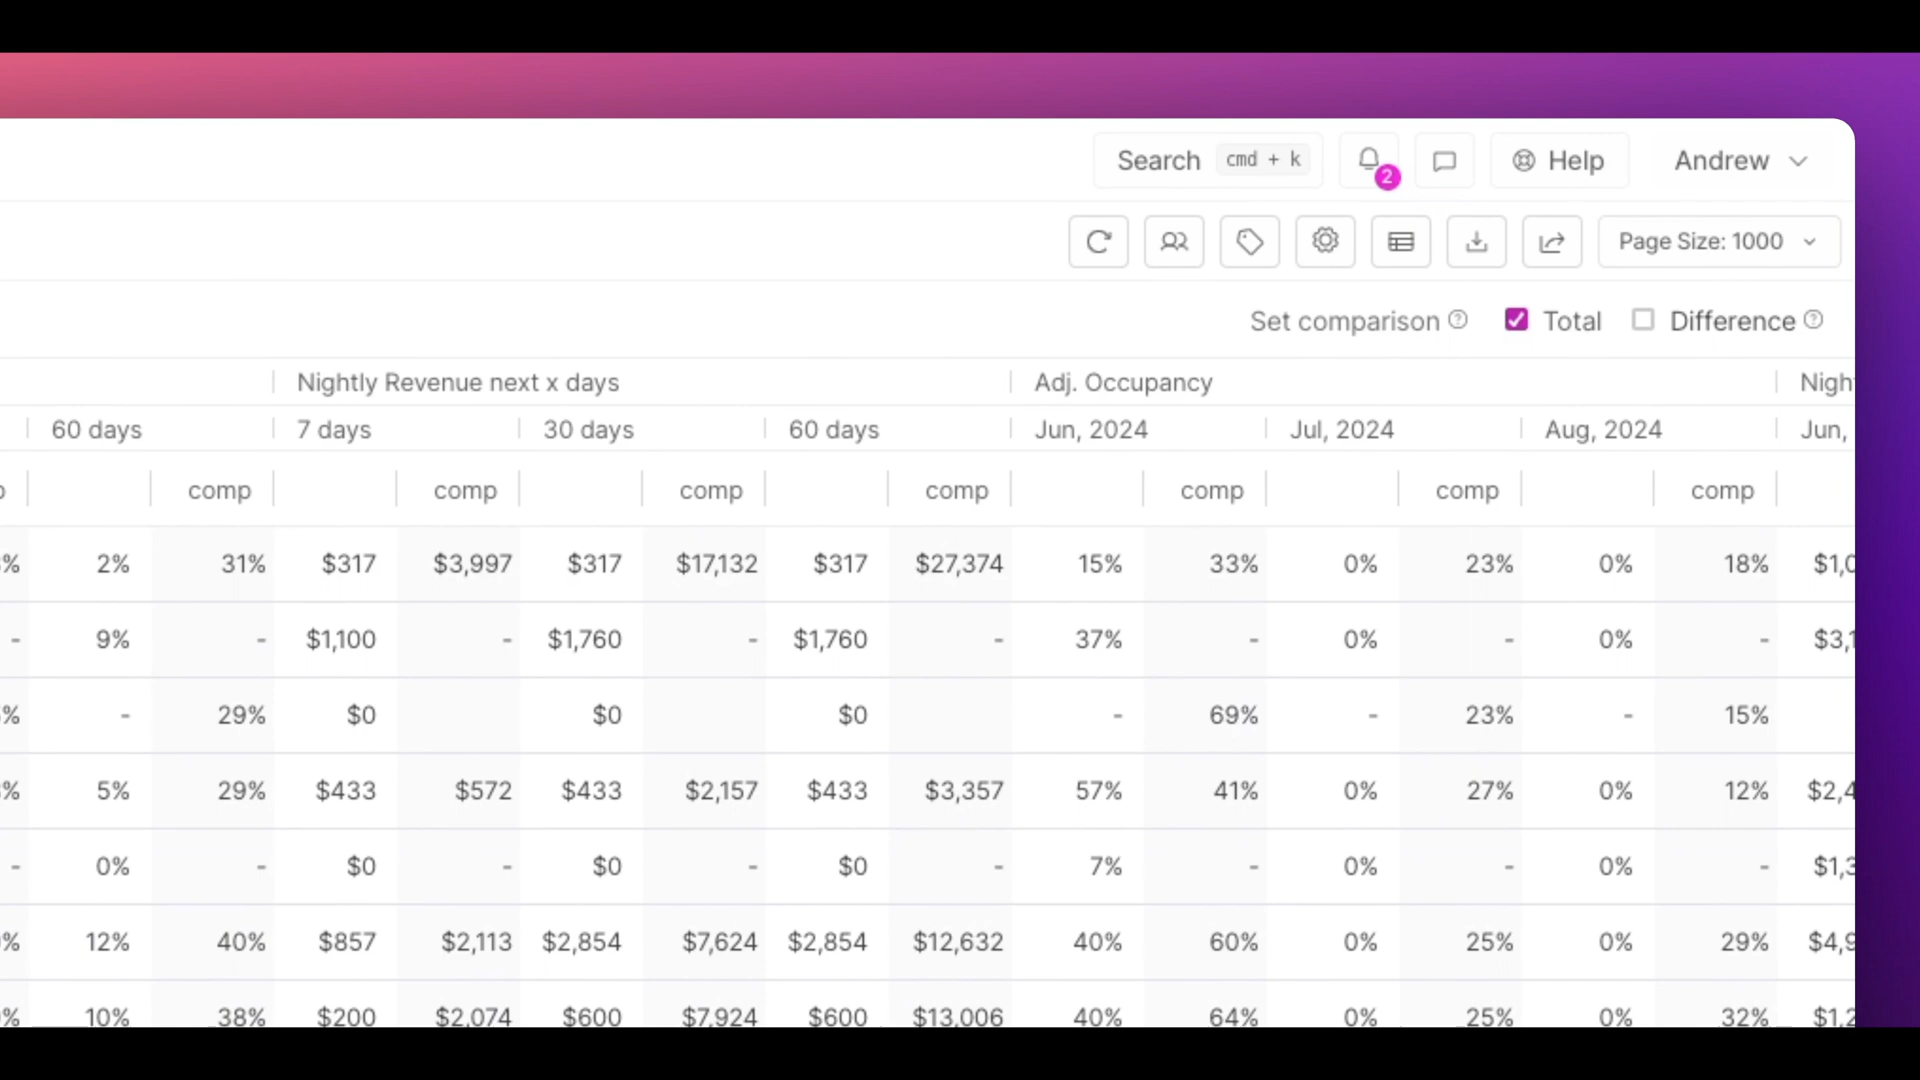 Search cmd + k 2 Help Andrew
Page Size: 1000
Set comparison Total Difference
Nightly Revenue next x days Adj. Occupancy
60 days 7 days 30 days 60 days Jun, 2024 Jul, 2024 Aug, 2024 Jun,
comp comp comp comp comp comp comp
% 2% 31% $317 $3,997 $317 $17,132 $317 $27,374 15% 33% 0% 23% 0% 18%
- 9% - $1,100 - $1,760 - $1,760 - 37% - 0% - 0% -
% - 29% $0 $0 $0 - 69% - 23% - 15%
% 5% 29% $433 $572 $433 $2,157 $433 $3,357 57% 41% 0% 27% 0% 12%
- 0% - $0 - $0 - $0 - 7% - 0% - 0% -
% 12% 40% $857 $2,113 $2,854 $7,624 $2,854 $12,632 40% 60% 0% 25% 0% 29%
% 10% 38% $200 $2,074 $600 $7,924 $600 $13,006 40% 64% 0% 25% 0% 32%